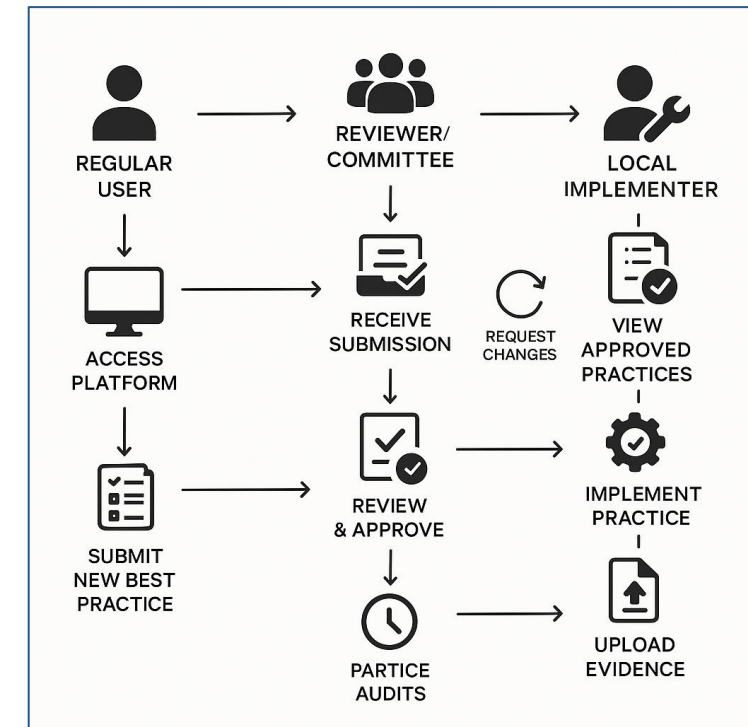 REGULAR
USER
REVIEWER/
COMMITTEE
LOCAL
IMPLEMENTER
ACCESS
PLATFORM
RECEIVE
SUBMISSION
REQUEST
CHANGES
VIEW
APPROVED
PRACTICES
SUBMIT
NEW BEST
PRACTICE
REVIEW
& APPROVE
IMPLEMENT
PRACTICE
PARTICE
AUDITS
UPLOAD
EVIDENCE